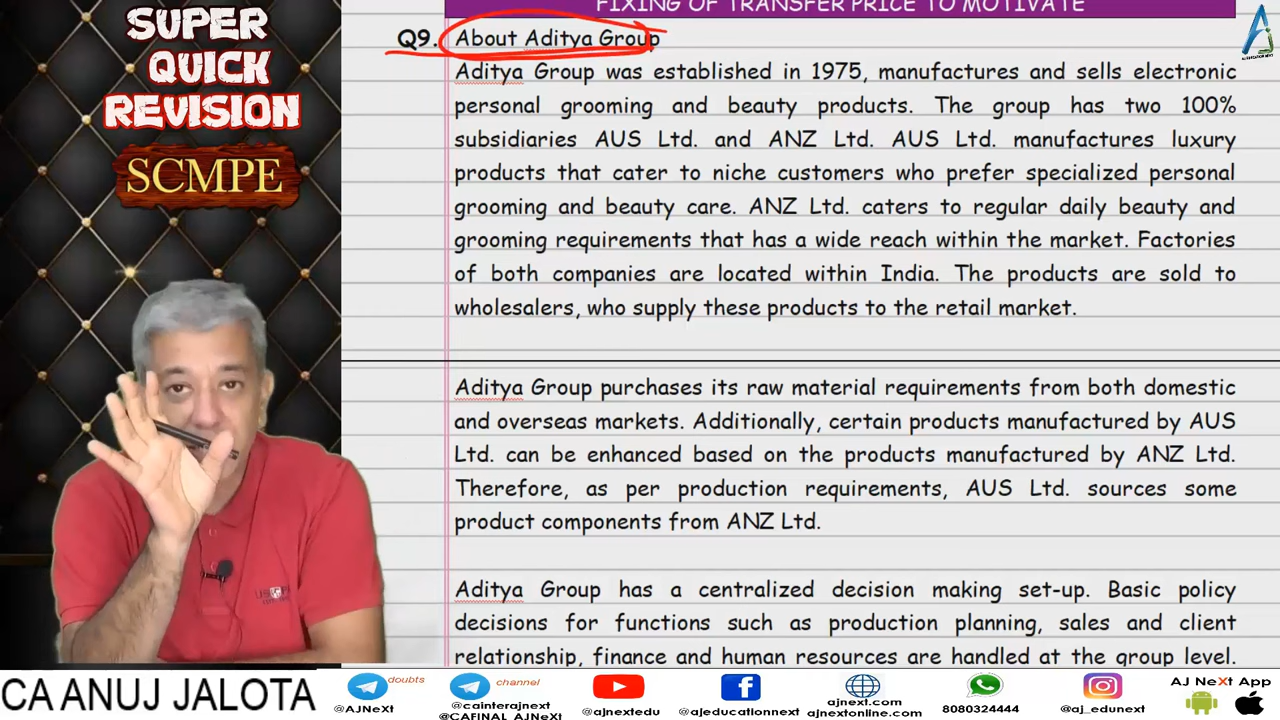 FIXING OF TRANSFER PRICE TO MOTIVATE
SUPER
QUICK
REVISION
SCMPE
Q9. About Aditya Group
Aditya Group was established in 1975, manufactures and sells electronic
personal grooming and beauty products. The group has two 100%
subsidiaries AUS Ltd. and ANZ Ltd. AUS Ltd. manufactures luxury
products that cater to niche customers who prefer specialized personal
grooming and beauty care. ANZ Ltd. caters to regular daily beauty and
grooming requirements that has a wide reach within the market. Factories
of both companies are located within India. The products are sold to
wholesalers, who supply these products to the retail market.
Aditya Group purchases its raw material requirements from both domestic
and overseas markets. Additionally, certain products manufactured by AUS
Ltd. can be enhanced based on the products manufactured by ANZ Ltd.
Therefore, as per production requirements, AUS Ltd. sources some
product components from ANZ Ltd.
Aditya Group has a centralized decision making set-up. Basic policy
decisions for functions such as production planning, sales and client
relationship, finance and human resources are handled at the group level.
CA ANUJ JALOTA
doubts
@AJNeXt
channel
@cainterajnext
@CAFINAL_AJNeXt
@ajnextedu
@ajeducationnext
ajnext.com
ajnextonline.com
8080324444
@aj_edunext
AJ NeXt App